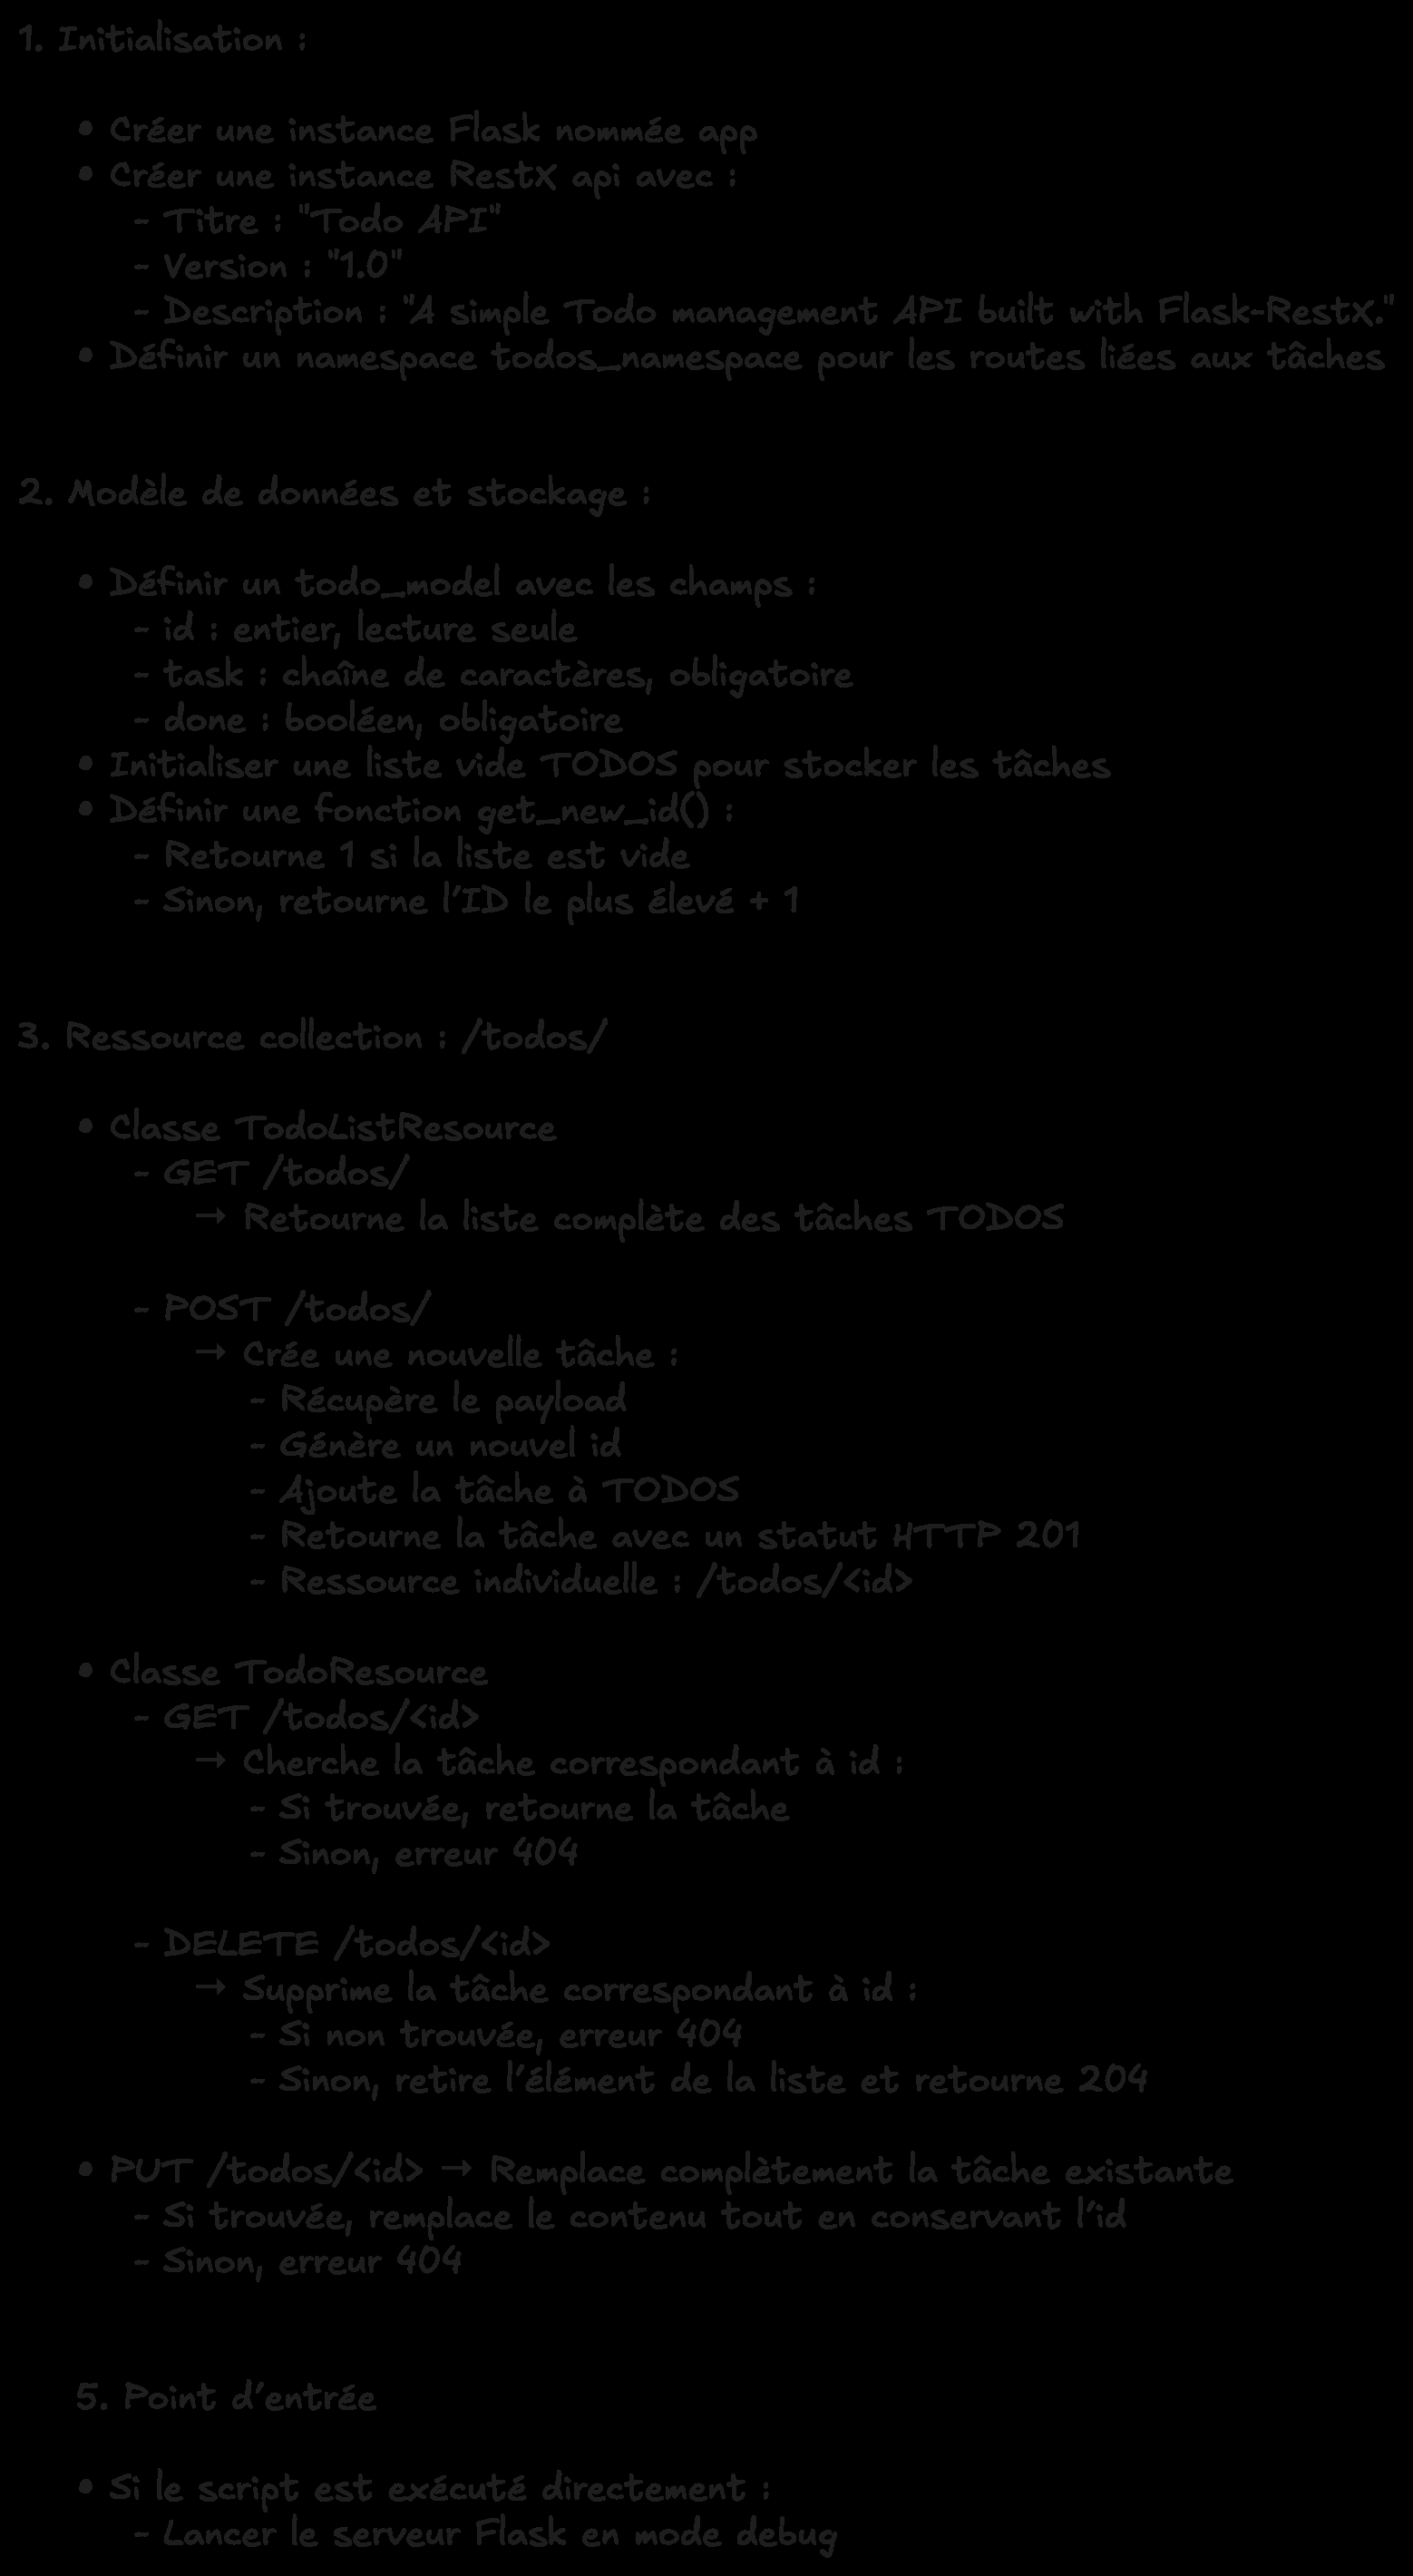 1. Initialisation :
• Créer une instance Flask nommée app
• Créer une instance RestX api avec :
- Titre : "Todo API"
- Version : "1.0"
- Description : "A simple Todo management API built with Flask-RestX."
• Définir un namespace todos_namespace pour les routes liées aux tâches
2. Modèle de données et stockage :
• Définir un todo_model avec les champs :
- id : entier, lecture seule
- task : chaîne de caractères, obligatoire
- done : booléen, obligatoire
• Initialiser une liste vide TODOS pour stocker les tâches
• Définir une fonction get_new_id() :
- Retourne 1 si la liste est vide
- Sinon, retourne l'ID le plus élevé + 1
3. Ressource collection : /todos/
• Classe TodoListResource
- GET /todos/
→ Retourne la liste complète des tâches TODOS
- POST /todos/
→ Crée une nouvelle tâche :
- Récupère le payload
- Génère un nouvel id
- Ajoute la tâche à TODOS
- Retourne la tâche avec un statut HTTP 201
- Ressource individuelle : /todos/<id>
• Classe TodoResource
- GET /todos/<id>
→ Cherche la tâche correspondant à id :
- Si trouvée, retourne la tâche
- Sinon, erreur 404
- DELETE /todos/<id>
→ Supprime la tâche correspondant à id :
- Si non trouvée, erreur 404
- Sinon, retire l'élément de la liste et retourne 204
• PUT /todos/<id> → Remplace complètement la tâche existante
- Si trouvée, remplace le contenu tout en conservant l'id
- Sinon, erreur 404
5. Point d'entrée
• Si le script est exécuté directement :
- Lancer le serveur Flask en mode debug